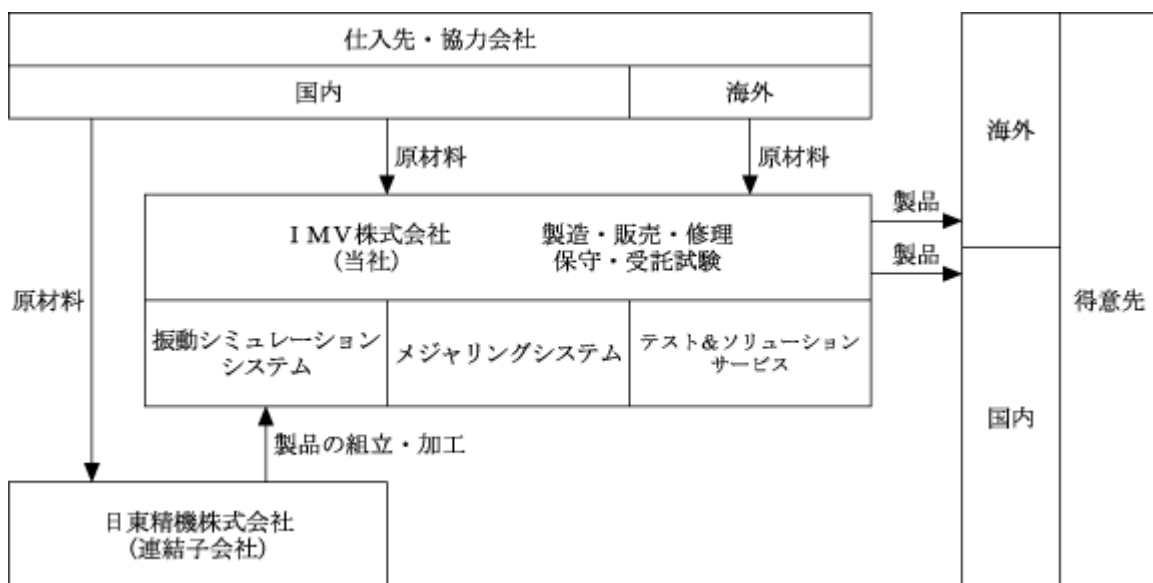 仕入先・協力会社
国内
海外
原材料
原材料
原材料
IMV株式会社
(当社)
製造・販売・修理
保守・受託試験
振動シミュレーション
システム
メジャリングシステム
テスト&ソリューション
サービス
製品の組立・加工
日東精機株式会社
(連結子会社)
製品
製品
海外
国内
得意先